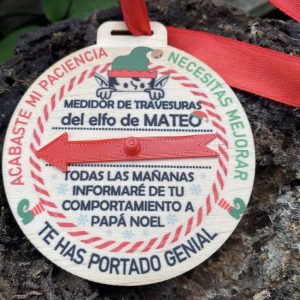 ACABASTE MI PACIENCIA
NECESITAS MEJORAR
MEDIDOR DE TRAVESURAS
del elfo de MATEO
TODAS LAS MAÑANAS
INFORMARÉ DE TU
COMPORTAMIENTO A
PAPÁ NOEL
TE HAS PORTADO GENIAL